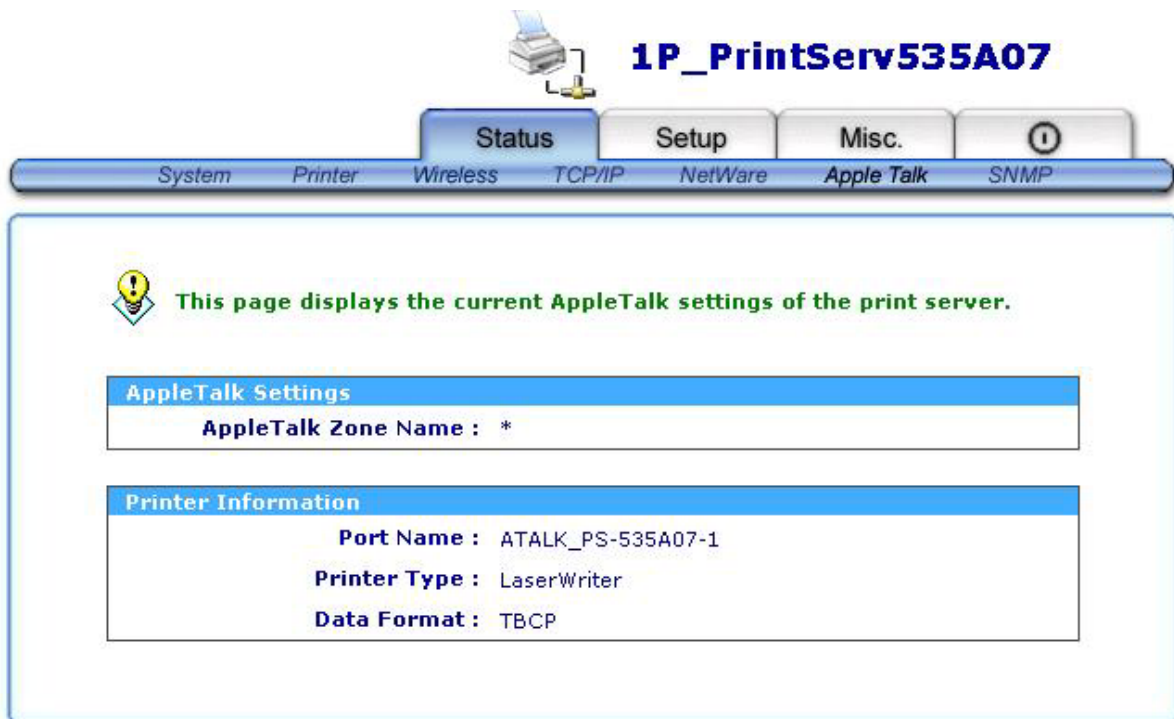 1P_PrintServ535A07
Status Setup Misc.
System Printer Wireless TCP/IP NetWare Apple Talk SNMP
This page displays the current AppleTalk settings of the print server.
AppleTalk Settings
AppleTalk Zone Name : *
Printer Information
Port Name : ATALK_PS-535A07-1
Printer Type : LaserWriter
Data Format : TBCP